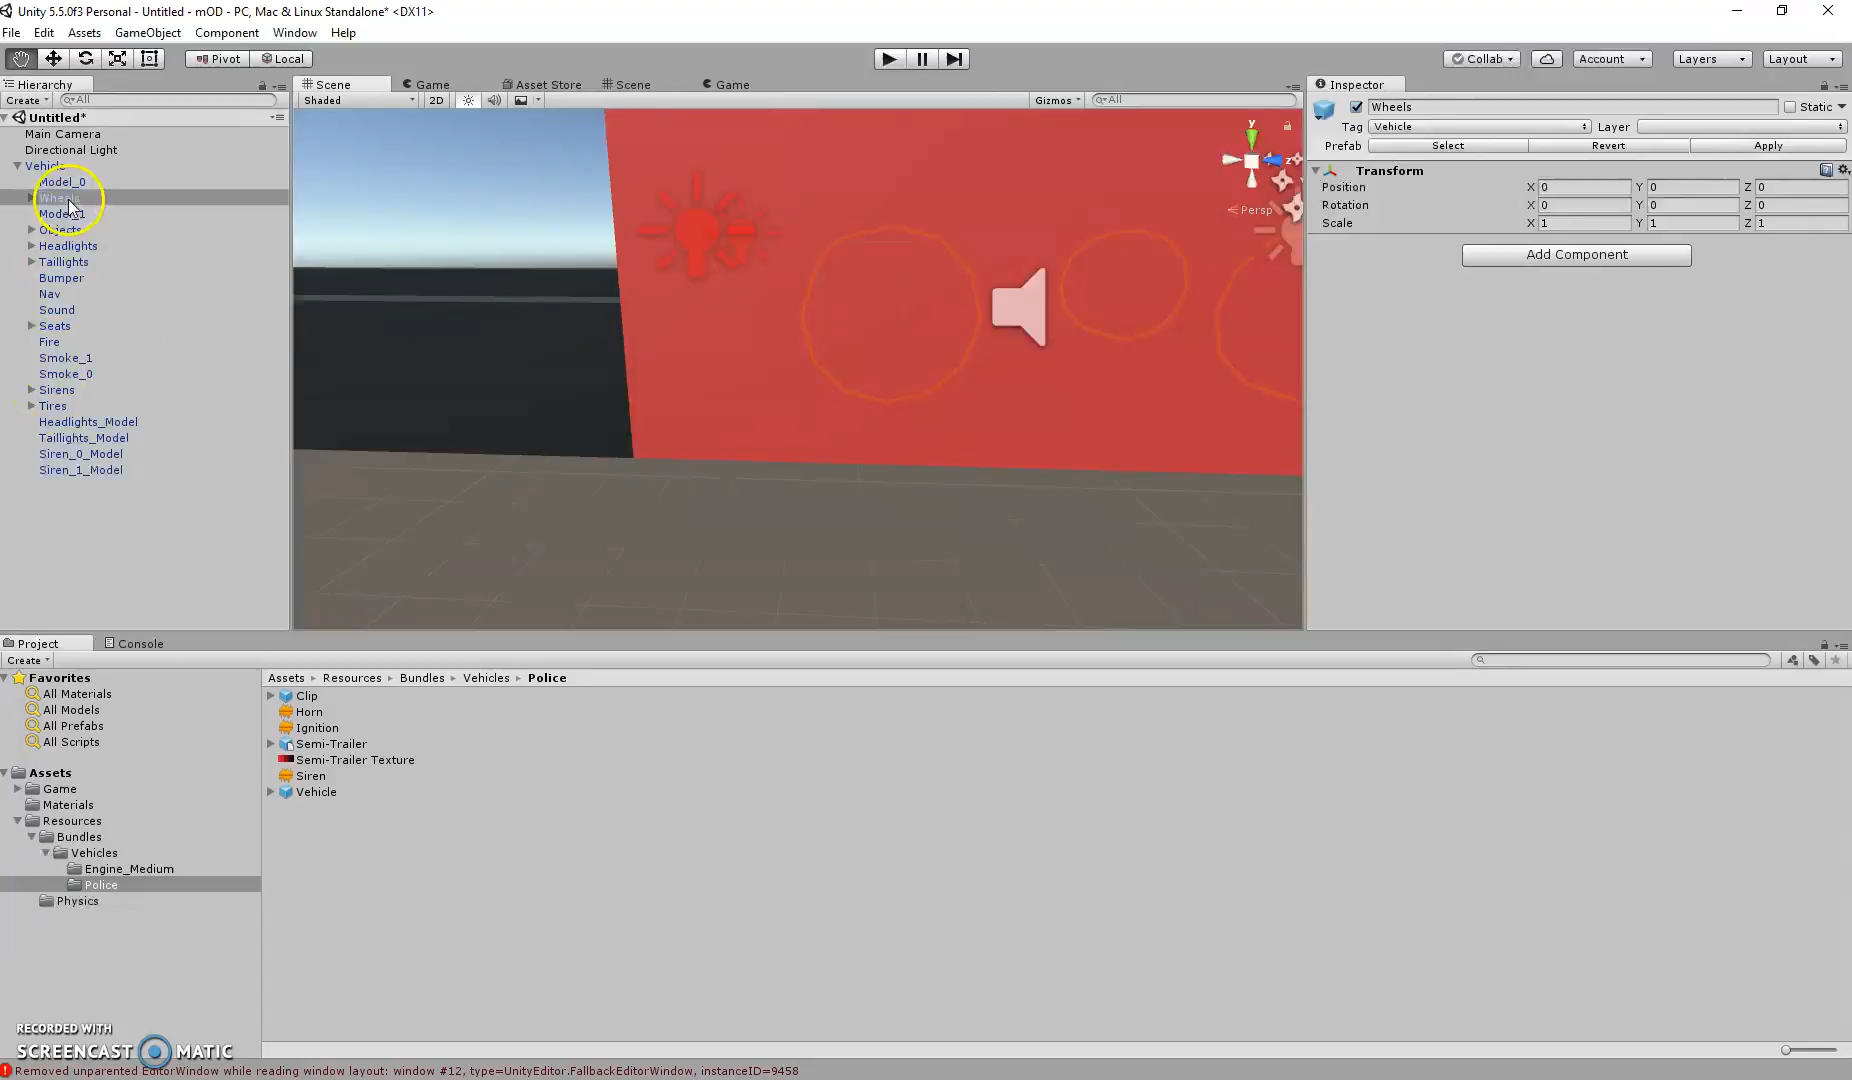 Unity 5.5.0f3 Personal - Untitled - mOD - PC, Mac & Linux Standalone* <DX11>
File Edit Assets GameObject Component Window Help
Pivot Local Collab Account Layers Layout
Hierarchy Scene Game Asset Store Scene Game Inspector
Create All Shaded 2D Gizmos All
Wheels Static
Untitled*
Tag Vehicle Layer
Main Camera
Prefab Select Revert Apply
Directional Light
Vehicle
Transform
Model_0
Position X 0 Y 0 Z 0
Wheels
Rotation X 0 Y 0 Z 0
Model_1
Scale X 1 Y 1 Z 1
y
z
Persp
Objects
Headlights
Add Component
Taillights
Bumper
Nav
Sound
Seats
Fire
Smoke_1
Smoke_0
Sirens
Tires
Headlights_Model
Taillights_Model
Siren_0_Model
Siren_1_Model
Project Console
Create
Favorites
All Materials
All Models
All Prefabs
All Scripts
Assets
Game
Materials
Resources
Bundles
Vehicles
Engine_Medium
Police
Physics
Assets Resources Bundles Vehicles Police
Clip
Horn
Ignition
Semi-Trailer
Semi-Trailer Texture
Siren
Vehicle
RECORDED WITH
SCREENCAST MATIC
Removed unparented EditorWindow while reading window layout: window #12, type=UnityEditor.FallbackEditorWindow, instanceID=9458